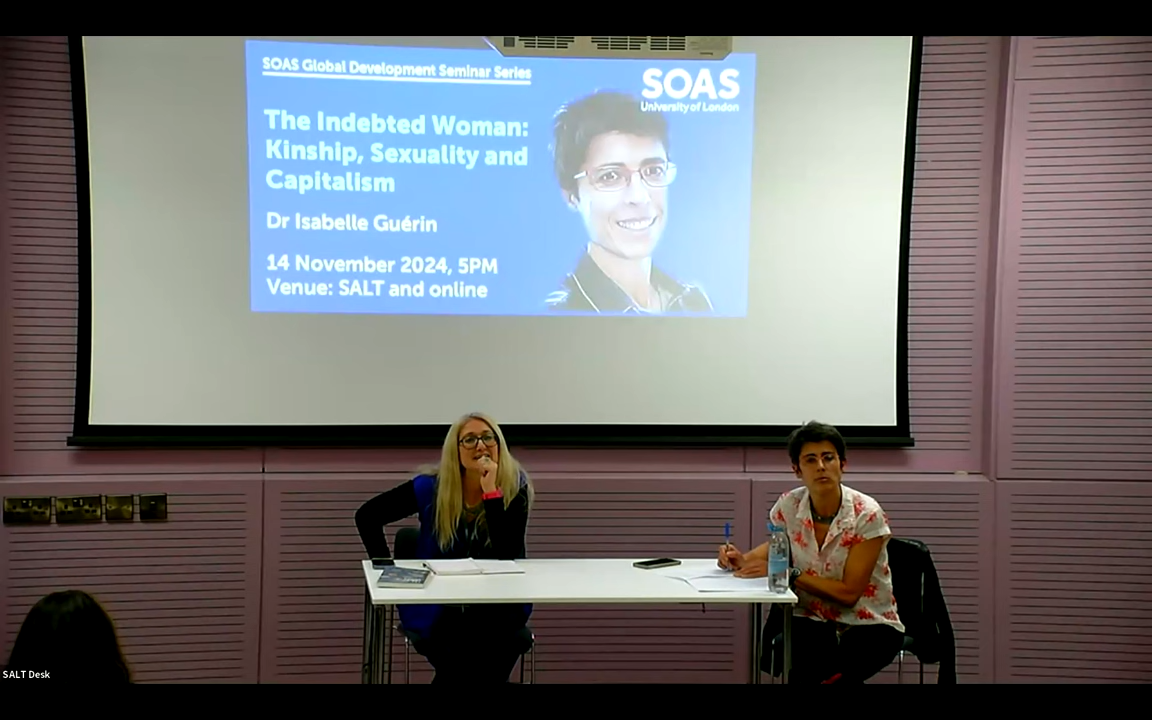 SOAS Global Development Seminar Series
SOAS
University of London
The Indebted Woman:
Kinship, Sexuality and
Capitalism
Dr Isabelle Guérin
14 November 2024, 5PM
Venue: SALT and online
SALT Desk